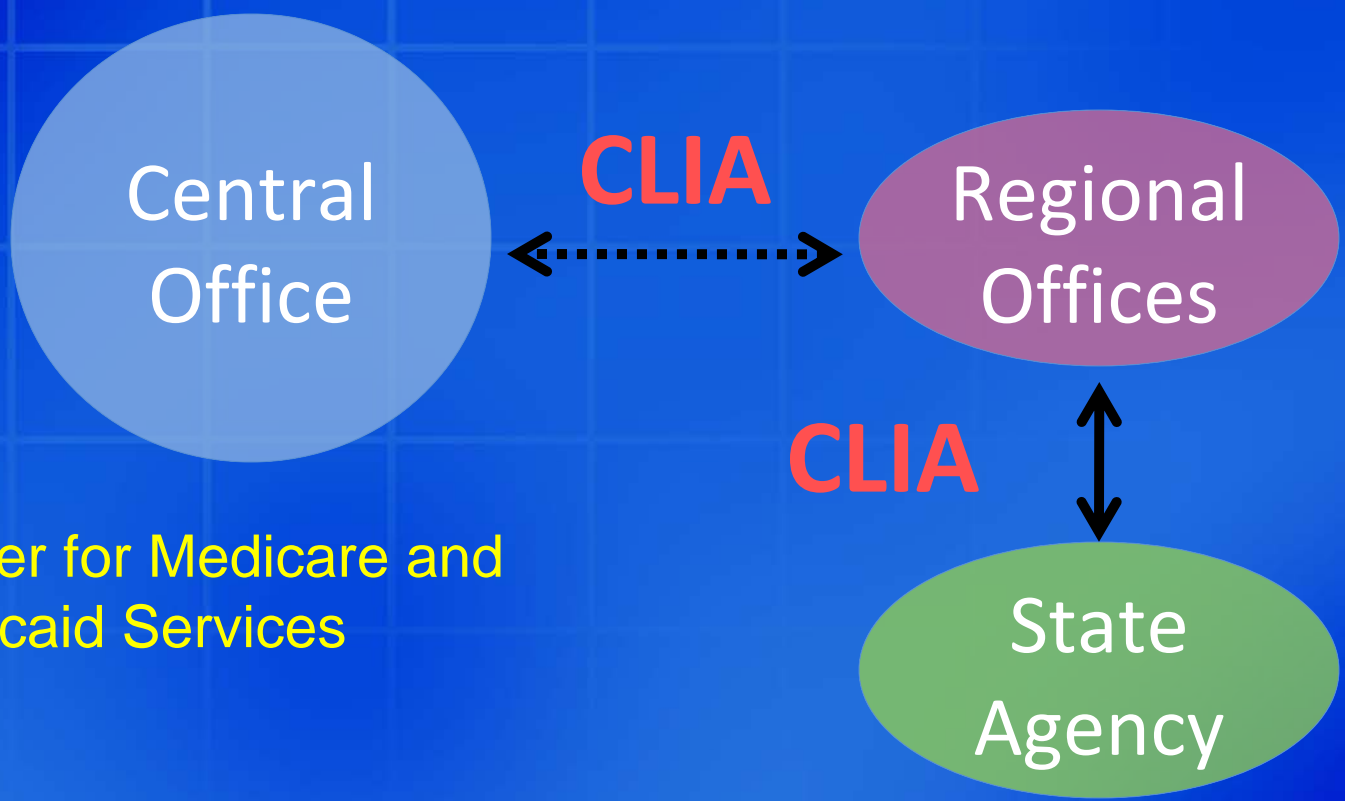 Central
Office
CLIA
Regional
Offices
CLIA
er for Medicare and
caid Services
State
Agency